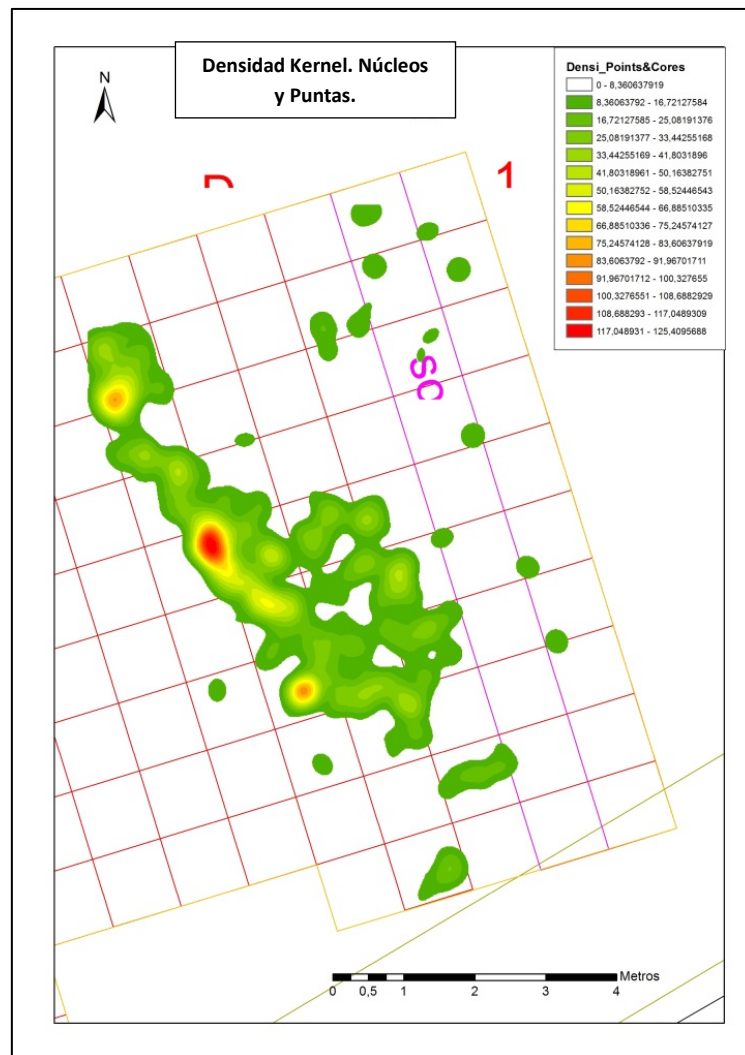 Densidad Kernel. Núcleos
y Puntas.
N
Densi_Points&Cores
0 - 8,360637919
8,36063792 - 16,72127584
16,72127585 - 25,08191376
25,08191377 - 33,44255168
33,44255169 - 41,8031896
41,80318961 - 50,16382751
50,16382752 - 58,52446543
58,52446544 - 66,88510335
66,88510336 - 75,24574127
75,24574128 - 83,60637919
83,6063792 - 91,96701711
91,96701712 - 100,327655
100,3276551 - 108,6882929
108,688293 - 117,0489309
117,048931 - 125,4095688
1
SC
Metros
0 0,5 1 2 3 4